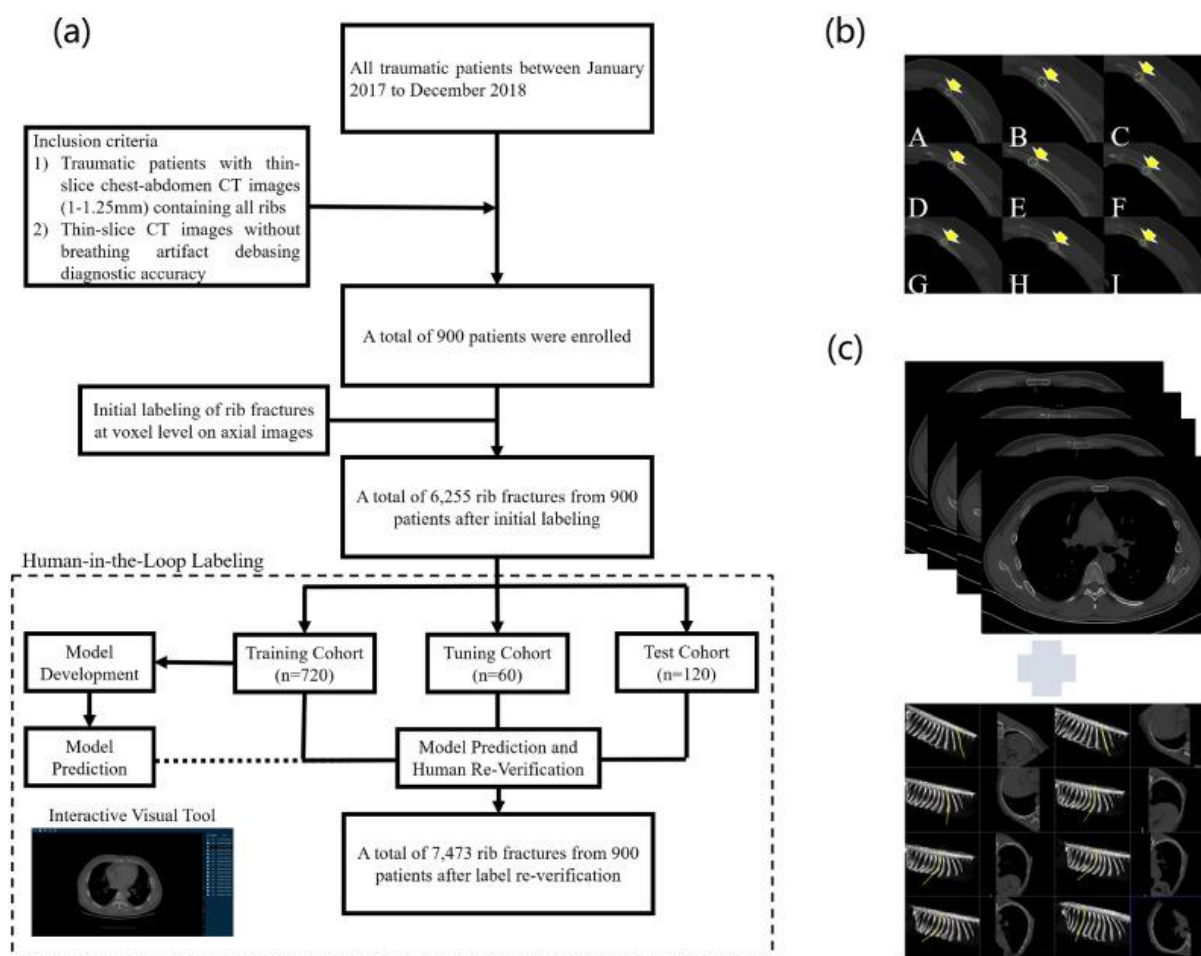 (a)
All traumatic patients between January
2017 to December 2018
Inclusion criteria
1) Traumatic patients with thin-
slice chest-abdomen CT images
(1-1.25mm) containing all ribs
2) Thin-slice CT images without
breathing artifact debasing
diagnostic accuracy
A total of 900 patients were enrolled
Initial labeling of rib fractures
at voxel level on axial images
A total of 6,255 rib fractures from 900
patients after initial labeling
Human-in-the-Loop Labeling
Model
Development
Training Cohort
(n=720)
Tuning Cohort
(n=60)
Test Cohort
(n=120)
Model
Prediction
Model Prediction and
Human Re-Verification
Interactive Visual Tool
A total of 7,473 rib fractures from 900
patients after label re-verification
(b)
A
B
C
D
E
F
G
H
I
(c)